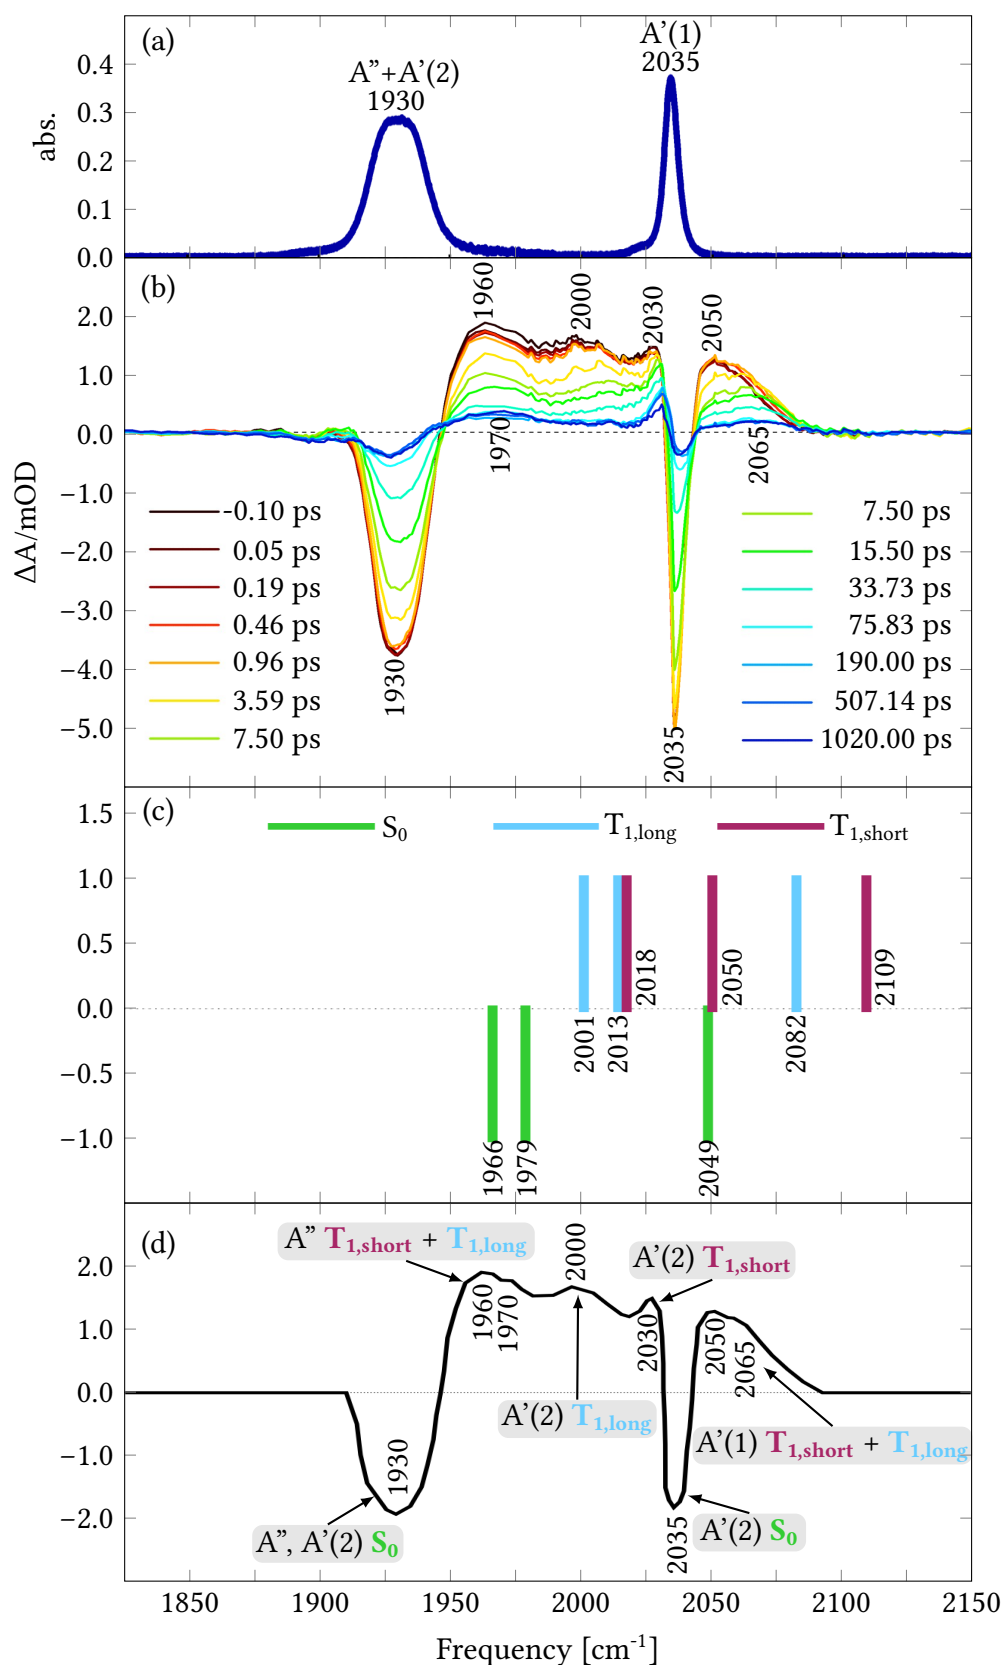 (a)
A’’+A’(2)
1930
A’(1)
2035
abs.
0.4
0.3
0.2
0.1
0.0
(b)
1960
2000
2030
2050
1970
2065
1930
2035
ΔA/mOD
2.0
1.0
0.0
−1.0
−2.0
−3.0
−4.0
−5.0
-0.10 ps
0.05 ps
0.19 ps
0.46 ps
0.96 ps
3.59 ps
7.50 ps
7.50 ps
15.50 ps
33.73 ps
75.83 ps
190.00 ps
507.14 ps
1020.00 ps
(c)
S0
T1,long
T1,short
1.5
1.0
0.5
0.0
−0.5
−1.0
2018
2050
2109
2001
2013
2082
1966
1979
2049
(d)
A’’ T1,short + T1,long
2000
A’(2) T1,short
1960
1970
2030
2050
2065
A’(2) T1,long
A’(1) T1,short + T1,long
1930
A’’, A’(2) S0
2035
A’(2) S0
2.0
1.0
0.0
−1.0
−2.0
1850
1900
1950
2000
2050
2100
2150
Frequency [cm-1]